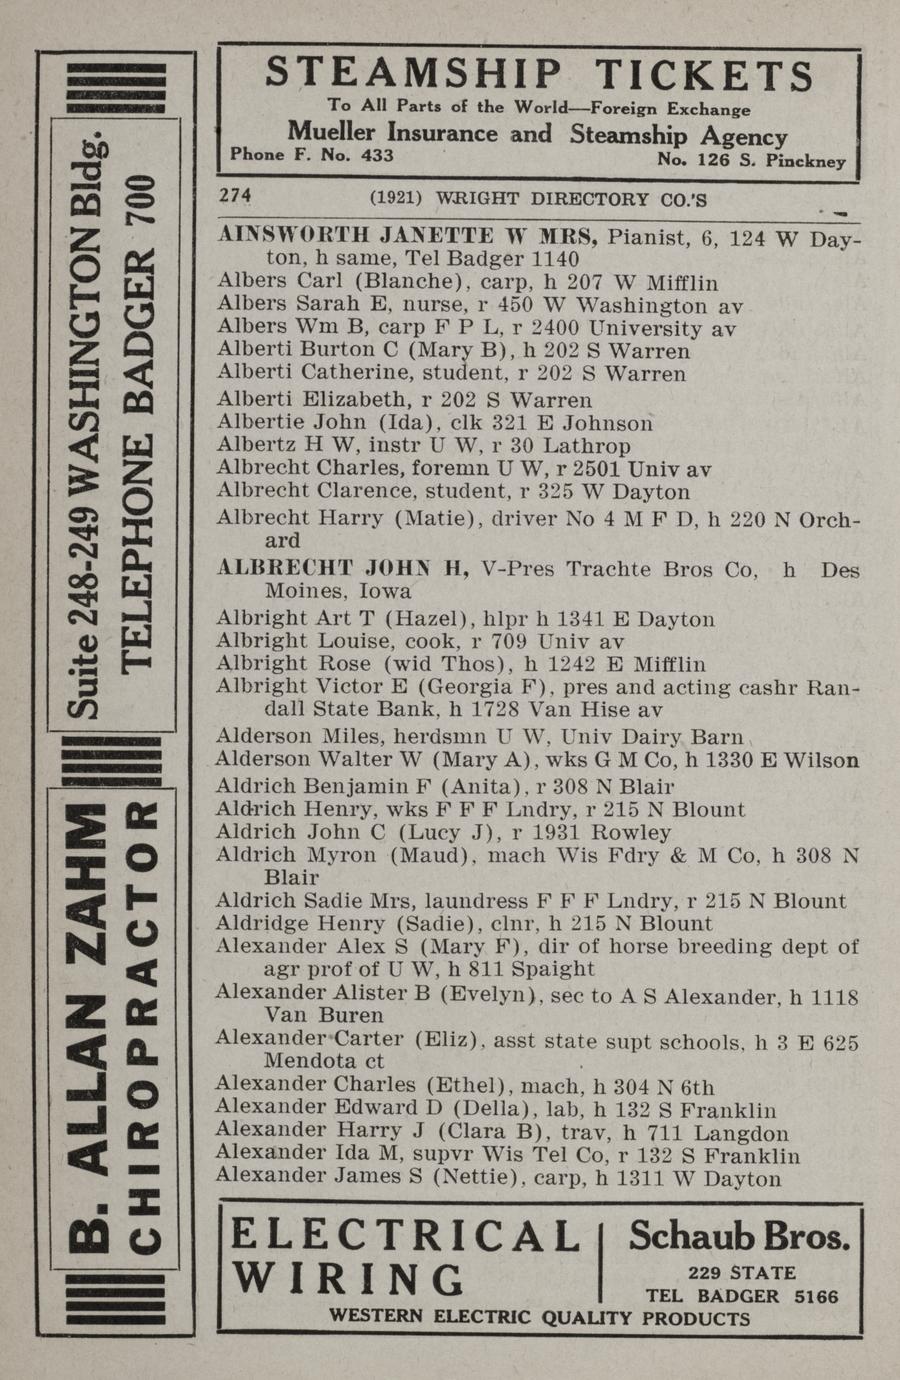 STEAMSHIP TICKETS
To All Parts of the World—Foreign Exchange
Mueller Insurance and Steamship Agency
Phone F. No. 433 No. 126 S. Pinckney
274 (1921) WRIGHT DIRECTORY CO.'S
AINSWORTH JANETTE W MRS, Pianist, 6, 124 W Day-
ton, h same, Tel Badger 1140
Albers Carl (Blanche), carp, h 207 W Mifflin
Albers Sarah E, nurse, r 450 W Washington av
Albers Wm B, carp F P L, r 2400 University av
Alberti Burton C (Mary B), h 202 S Warren
Alberti Catherine, student, r 202 S Warren
Alberti Elizabeth, r 202 S Warren
Albertie John (Ida), clk 321 E Johnson
Albertz H W, instr U W, r 30 Lathrop
Albrecht Charles, foremn U W, r 2501 Univ av
Albrecht Clarence, student, r 325 W Dayton
Albrecht Harry (Matie), driver No 4 M F D, h 220 N Orch-
ard
ALBRECHT JOHN H, V-Pres Trachte Bros Co, h Des
Moines, Iowa
Albright Art T (Hazel), hlpr h 1341 E Dayton
Albright Louise, cook, r 709 Univ av
Albright Rose (wid Thos), h 1242 E Mifflin
Albright Victor E (Georgia F), pres and acting cashr Ran-
dall State Bank, h 1728 Van Hise av
Alderson Miles, herdsmn U W, Univ Dairy Barn
Alderson Walter W (Mary A), wks G M Co, h 1330 E Wilson
Aldrich Benjamin F (Anita), r 308 N Blair
Aldrich Henry, wks F F F Lndry, r 215 N Blount
Aldrich John C (Lucy J), r 1931 Rowley
Aldrich Myron (Maud), mach Wis Fdry & M Co, h 308 N
Blair
Aldrich Sadie Mrs, laundress F F F Lndry, r 215 N Blount
Aldridge Henry (Sadie), clnr, h 215 N Blount
Alexander Alex S (Mary F), dir of horse breeding dept of
agr prof of U W, h 811 Spaight
Alexander Alister B (Evelyn), sec to A S Alexander, h 1118
Van Buren
Alexander Carter (Eliz), asst state supt schools, h 3 E 625
Mendota ct
Alexander Charles (Ethel), mach, h 304 N 6th
Alexander Edward D (Della), lab, h 132 S Franklin
Alexander Harry J (Clara B), trav, h 711 Langdon
Alexander Ida M, supvr Wis Tel Co, r 132 S Franklin
Alexander James S (Nettie), carp, h 1311 W Dayton
ELECTRICAL
WIRING
Schaub Bros.
229 STATE
TEL BADGER 5166
WESTERN ELECTRIC QUALITY PRODUCTS
B. ALLAN ZAHM
CHIROPRACTOR
Suite 248-249 WASHINGTON Bldg.
TELEPHONE BADGER 700